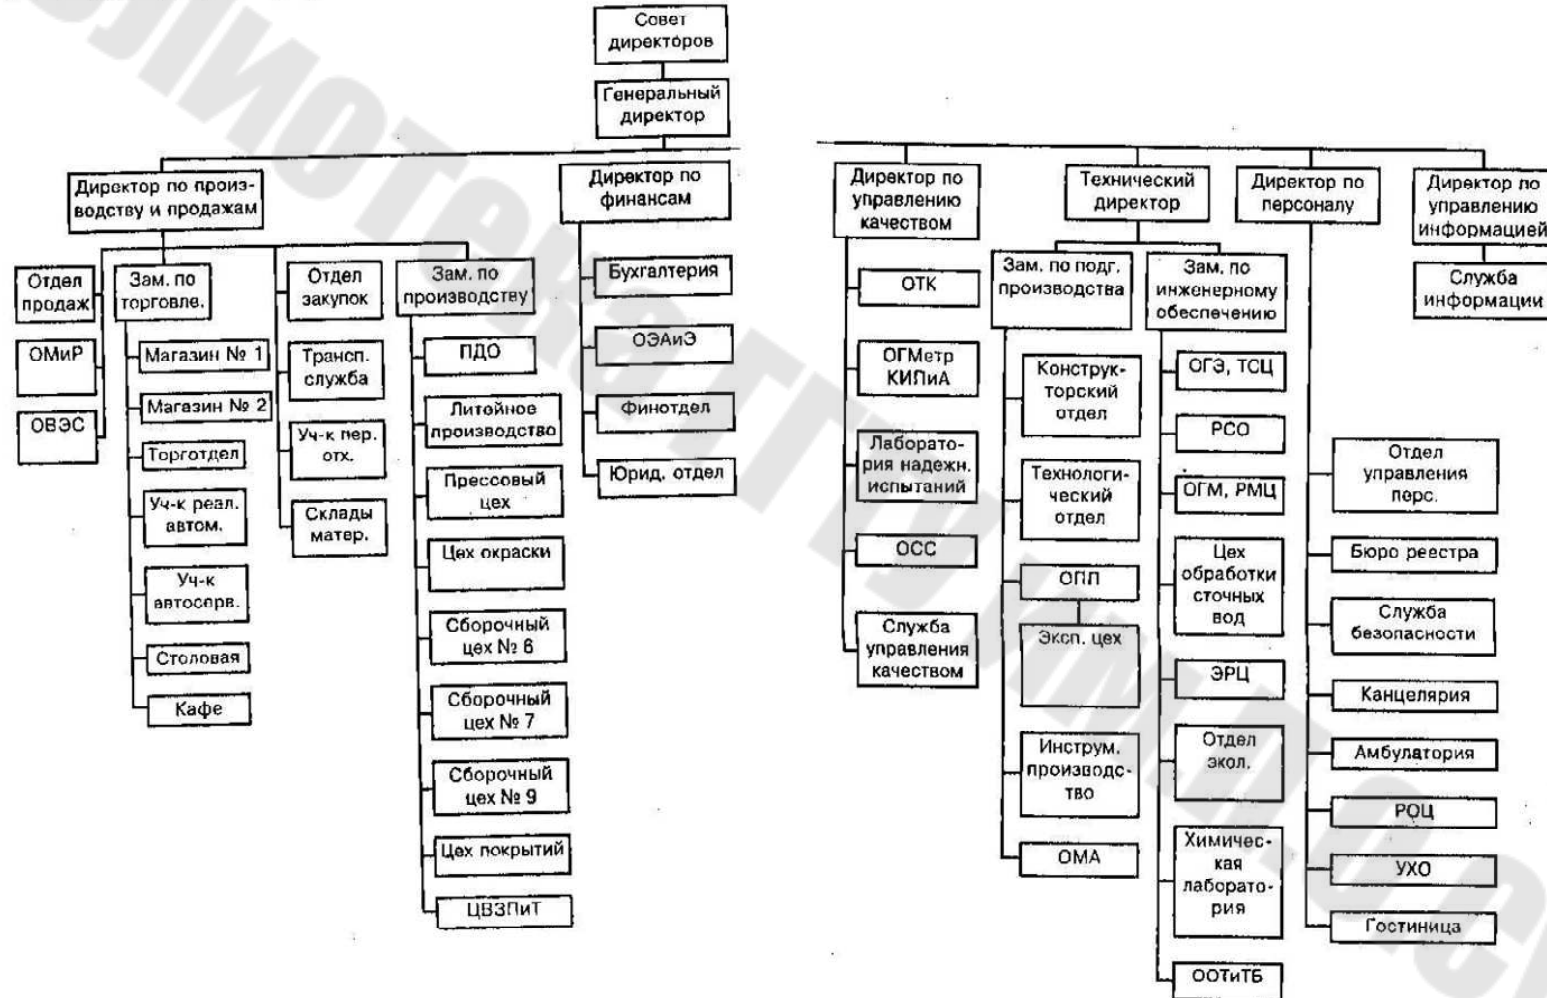 Совет
директоров
Генеральный
директор
Директор по произ-
водству и продажам
Директор по
финансам
Директор по
управлению
качеством
Технический
директор
Директор по
персоналу
Директор по
управлению
информацией
Отдел
продаж
ОМиР
ОВЭС
Зам. по
торговле.
Магазин № 1
Магазин № 2
Торготдел
Уч-к реал.
автом.
Уч-к
автосерв.
Столовая
Кафе
Отдел
закупок
Трансп.
служба
Уч-к пер.
отх.
Склады
матер.
Зам. по
производству
ПДО
Литейное
производство
Прессовый
цех
Цех окраски
Сборочный
цех № 6
Сборочный
цех № 7
Сборочный
цех № 9
Цех покрытий
ЦВЗПиТ
Бухгалтерия
ОЭАиЭ
Финотдел
Юрид. отдел
ОТК
ОГМетр
КИПиА
Лаборато-
рия надежн.
испытаний
ОСС
Служба
управления
качеством
Зам. по подг.
производства
Конструк-
торский
отдел
Технологи-
ческий
отдел
ОПЛ
Эксп. цех
Инструм.
производс-
тво
ОМА
Зам. по
инженерному
обеспечению
ОГЭ, ТСЦ
РСО
ОГМ, РМЦ
Цех
обработки
сточных
вод
ЭРЦ
Отдел
экол.
Химичес-
кая
лаборато-
рия
ООТиТБ
Отдел
управления
перс.
Бюро реестра
Служба
безопасности
Канцелярия
Амбулатория
РОЦ
УХО
Гостиница
Служба
информации